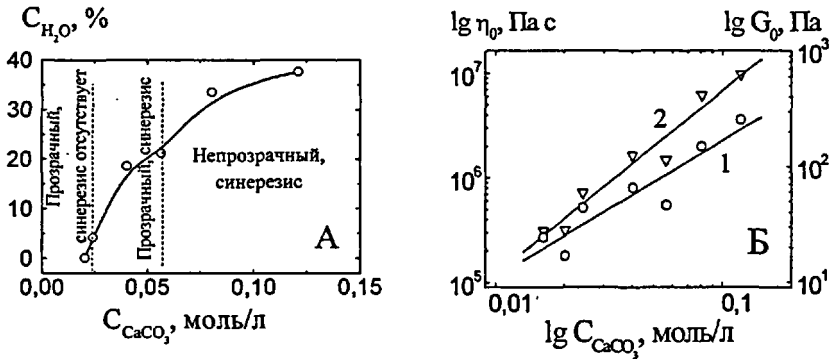 C_H₂O, %
40
30
20
10
0
Прозрачный,
синерезис отсутствует
Прозрачный, синерезис
Непрозрачный,
синерезис
А
0,00 0,05 0,10 0,15
C_CaCO₃, моль/л
lg η₀, Па с
lg G₀, Па
10⁷
10⁶
10⁵
10³
10²
10¹
2
1
Б
0,01 0,1
lg C_CaCO₃, моль/л